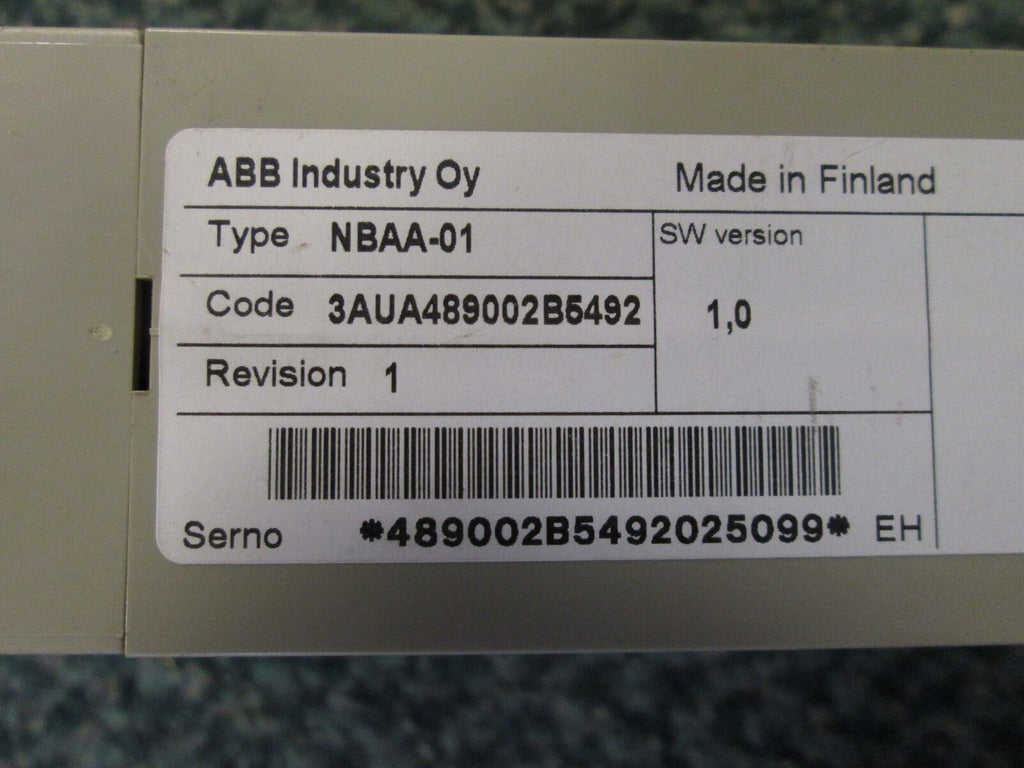 ABB Industry Oy Made in Finland
Type NBAA-01 SW version
Code 3AUA489002B5492 1,0
Revision 1
Serno *489002B5492025099* EH